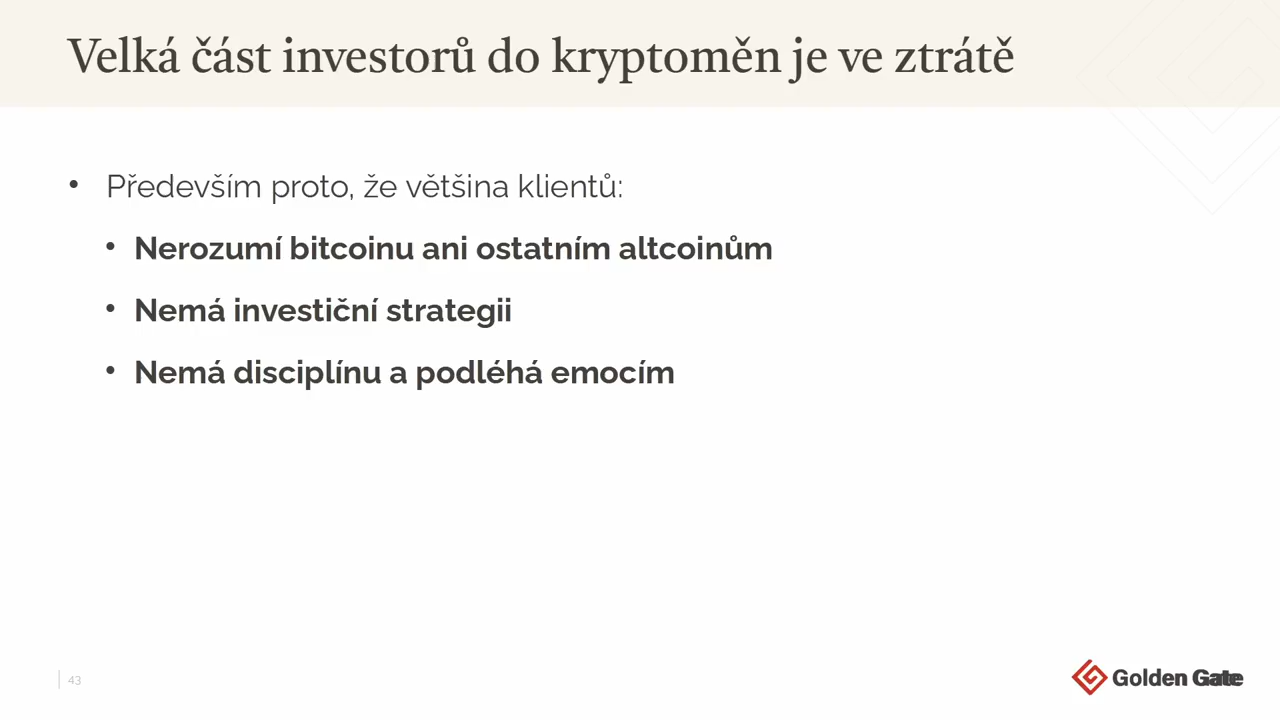 Velká část investorů do kryptoměn je ve ztrátě
• Především proto, že většina klientů:
• Nerozumí bitcoinu ani ostatním altcoinům
• Nemá investiční strategii
• Nemá disciplínu a podléhá emocím
43
Golden Gate